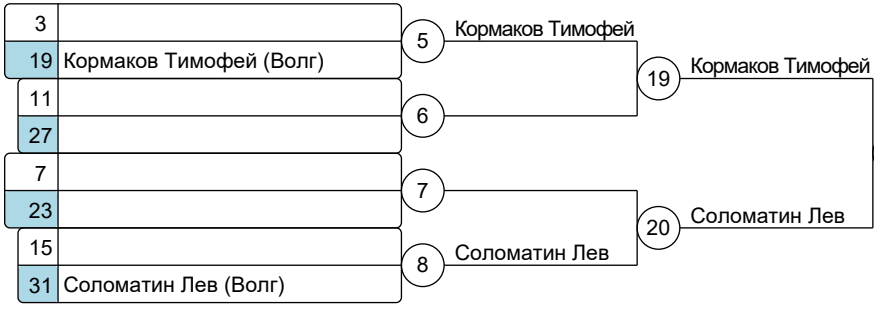 3
19 Кормаков Тимофей (Волг)
11
27
7
23
15
31 Соломатин Лев (Волг)
5
6
7
8
Кормаков Тимофей
Соломатин Лев
19
20
Кормаков Тимофей
Соломатин Лев